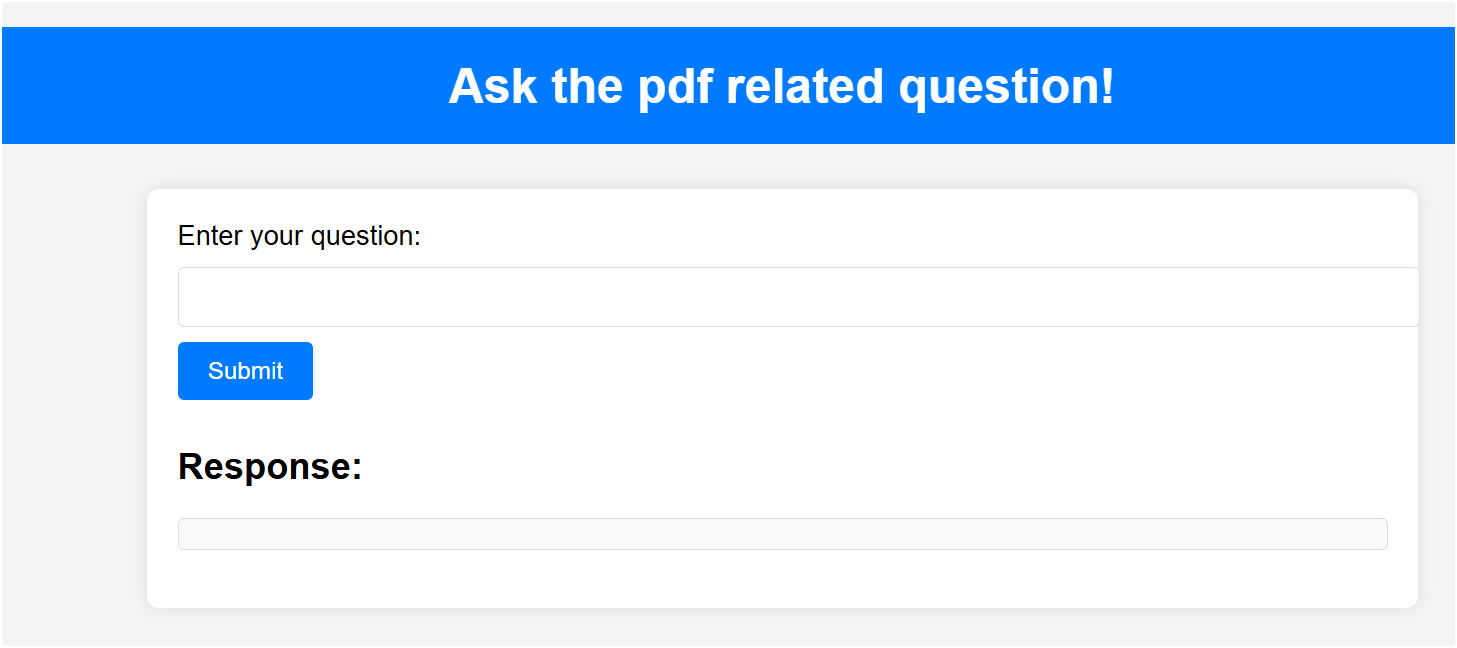 Ask the pdf related question!
Enter your question:
Submit
Response: